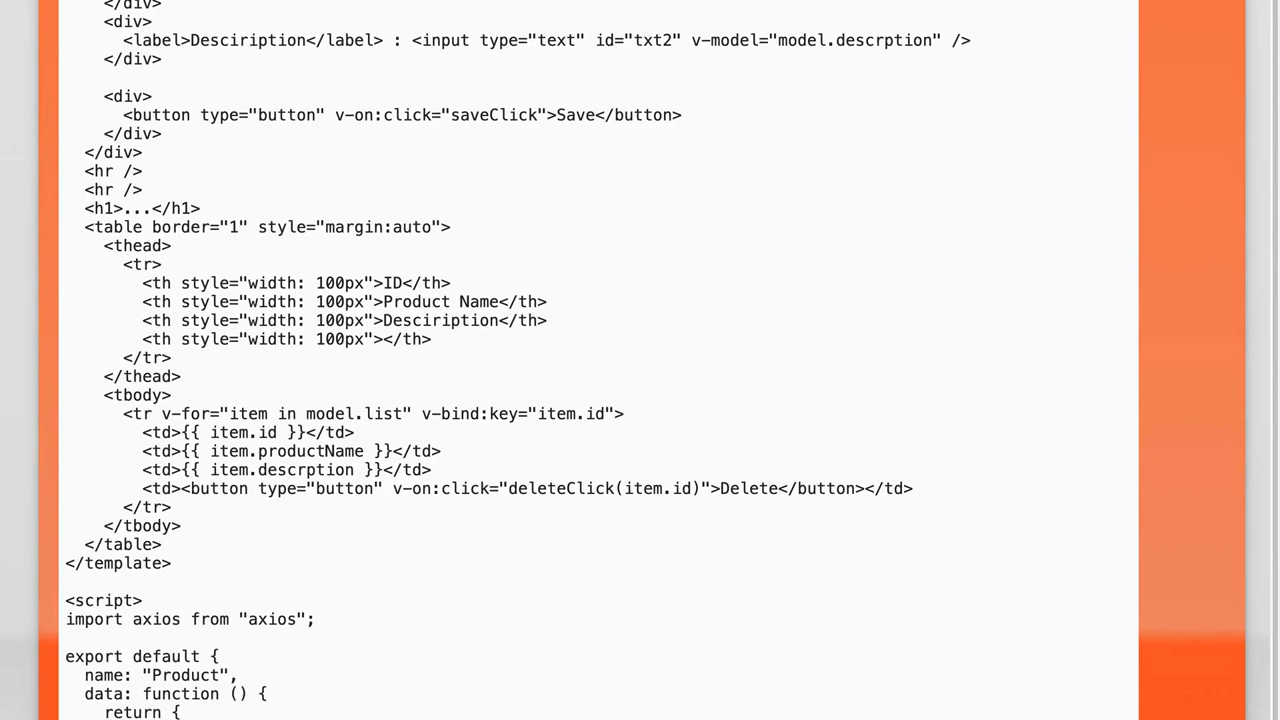 </div>
<div>
<label>Desciription</label> : <input type="text" id="txt2" v-model="model.descrption" />
</div>
<div>
<button type="button" v-on:click="saveClick">Save</button>
</div>
</div>
<hr />
<hr />
<h1>...</h1>
<table border="1" style="margin:auto">
<thead>
<tr>
<th style="width: 100px">ID</th>
<th style="width: 100px">Product Name</th>
<th style="width: 100px">Desciription</th>
<th style="width: 100px"></th>
</tr>
</thead>
<tbody>
<tr v-for="item in model.list" v-bind:key="item.id">
<td>{{ item.id }}</td>
<td>{{ item.productName }}</td>
<td>{{ item.descrption }}</td>
<td><button type="button" v-on:click="deleteClick(item.id)">Delete</button></td>
</tr>
</tbody>
</table>
</template>
<script>
import axios from "axios";
export default {
name: "Product",
data: function () {
return {